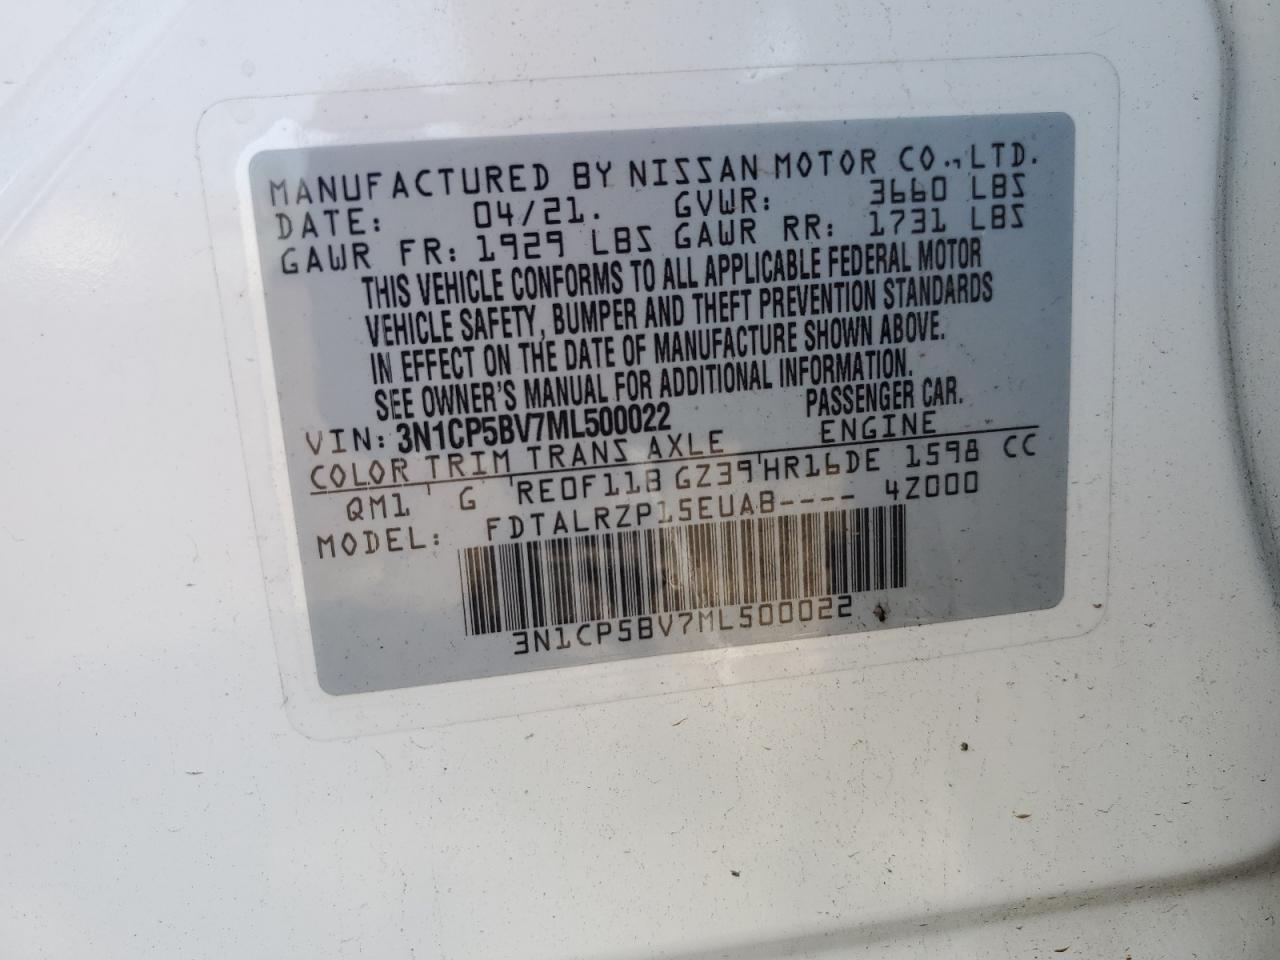 MANUFACTURED BY NISSAN MOTOR CO., LTD.
DATE: 04/21. GVWR: 3660 LBS
GAWR FR: 1929 LBS GAWR RR: 1731 LBS
THIS VEHICLE CONFORMS TO ALL APPLICABLE FEDERAL MOTOR
VEHICLE SAFETY, BUMPER AND THEFT PREVENTION STANDARDS
IN EFFECT ON THE DATE OF MANUFACTURE SHOWN ABOVE.
SEE OWNER'S MANUAL FOR ADDITIONAL INFORMATION.
VIN: 3N1CP5BV7ML500022 PASSENGER CAR.
COLOR TRIM TRANS AXLE ENGINE
QM1 ' G ' RE0F11B GZ39 ' HR16DE 1598 CC
MODEL: FDTALRZP15EUAB---- 4Z000
3N1CP5BV7ML500022